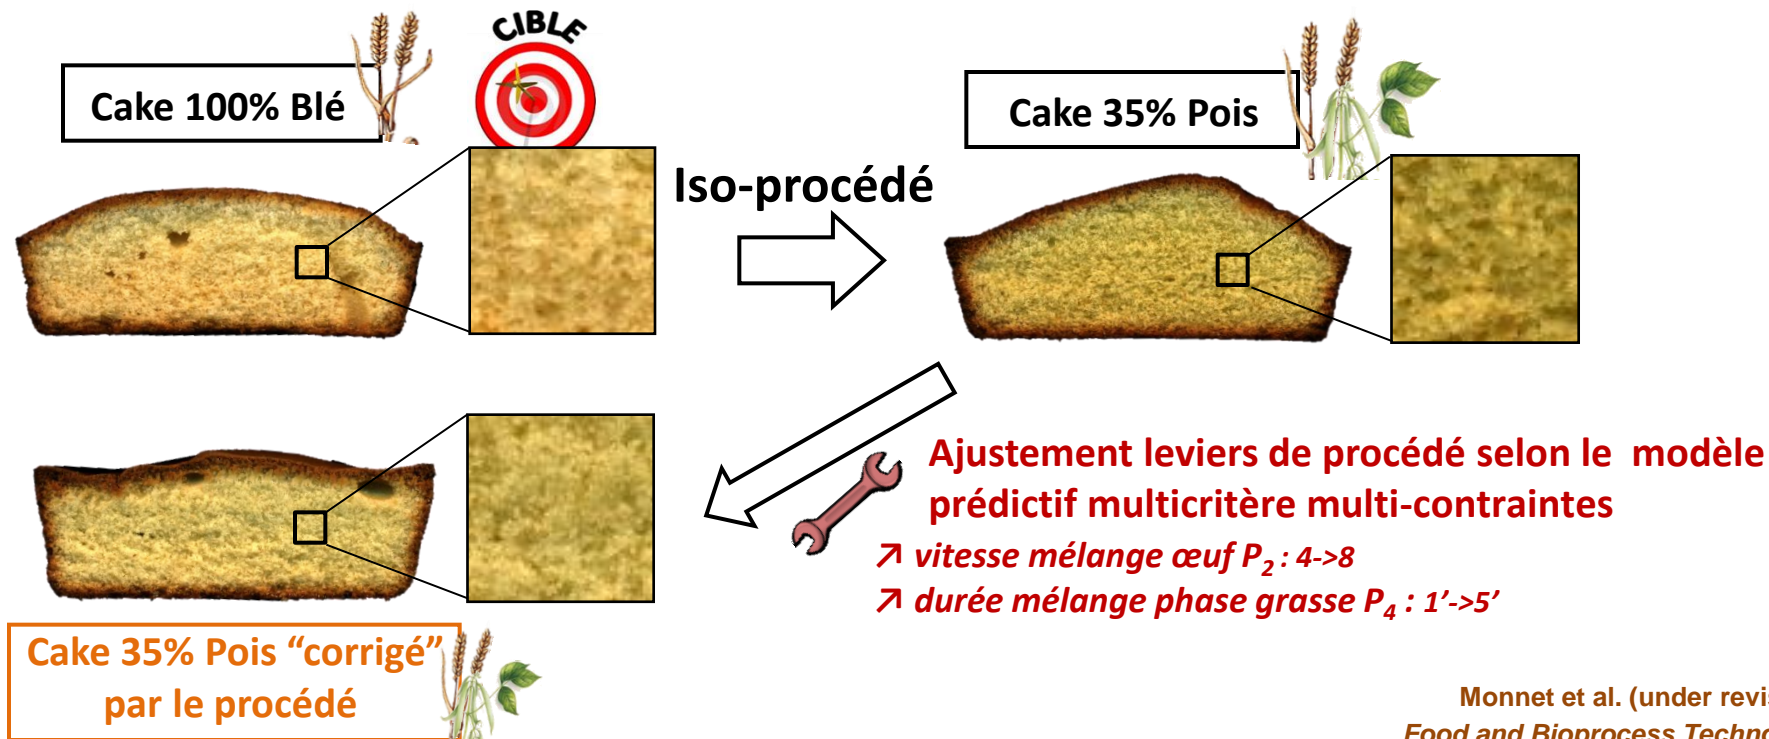 CIBLE
Cake 100% Blé
Cake 35% Pois
Iso-procédé
Ajustement leviers de procédé selon le modèle
prédictif multicritère multi-contraintes
↗ vitesse mélange œuf P2 : 4->8
↗ durée mélange phase grasse P4 : 1’->5’
Cake 35% Pois “corrigé”
par le procédé
Monnet et al. (under
Food and Bioprocess